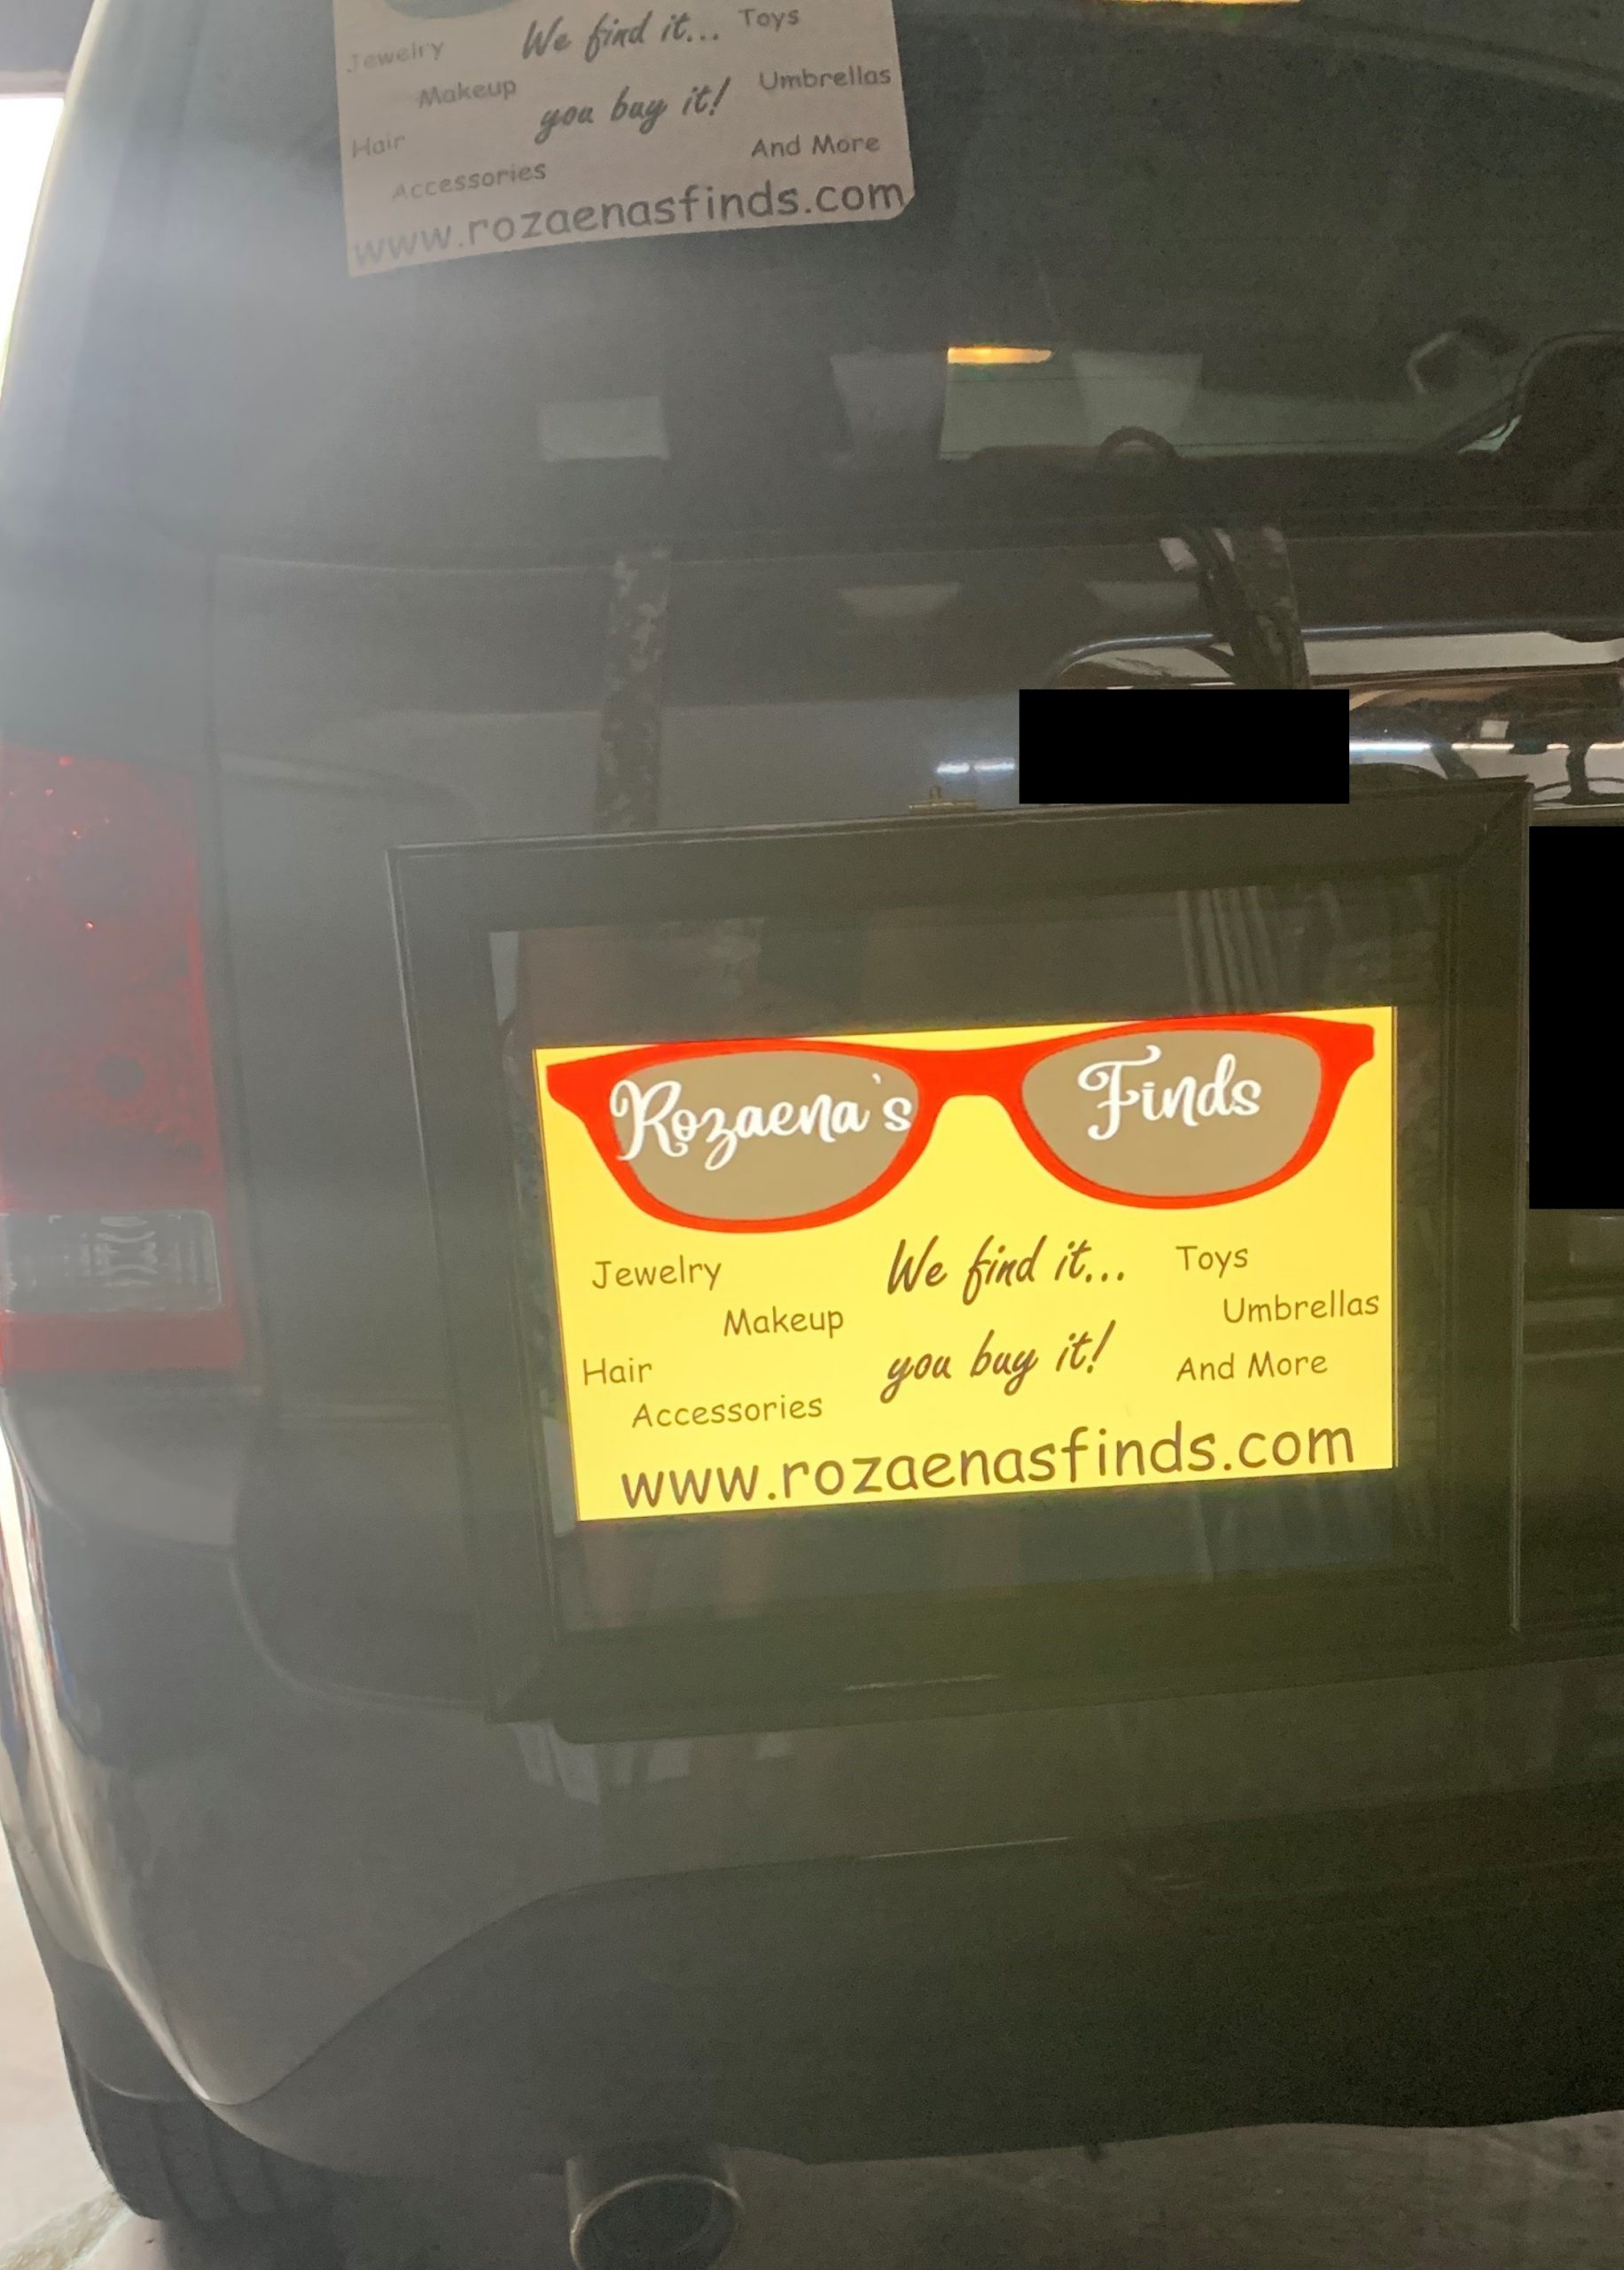 Jewelry We find it... Toys
Makeup you buy it! Umbrellas
Hair And More
Accessories
www.rozaenasfinds.com
Rozaena's Finds
Jewelry We find it... Toys
Makeup Umbrellas
Hair you buy it! And More
Accessories
www.rozaenasfinds.com